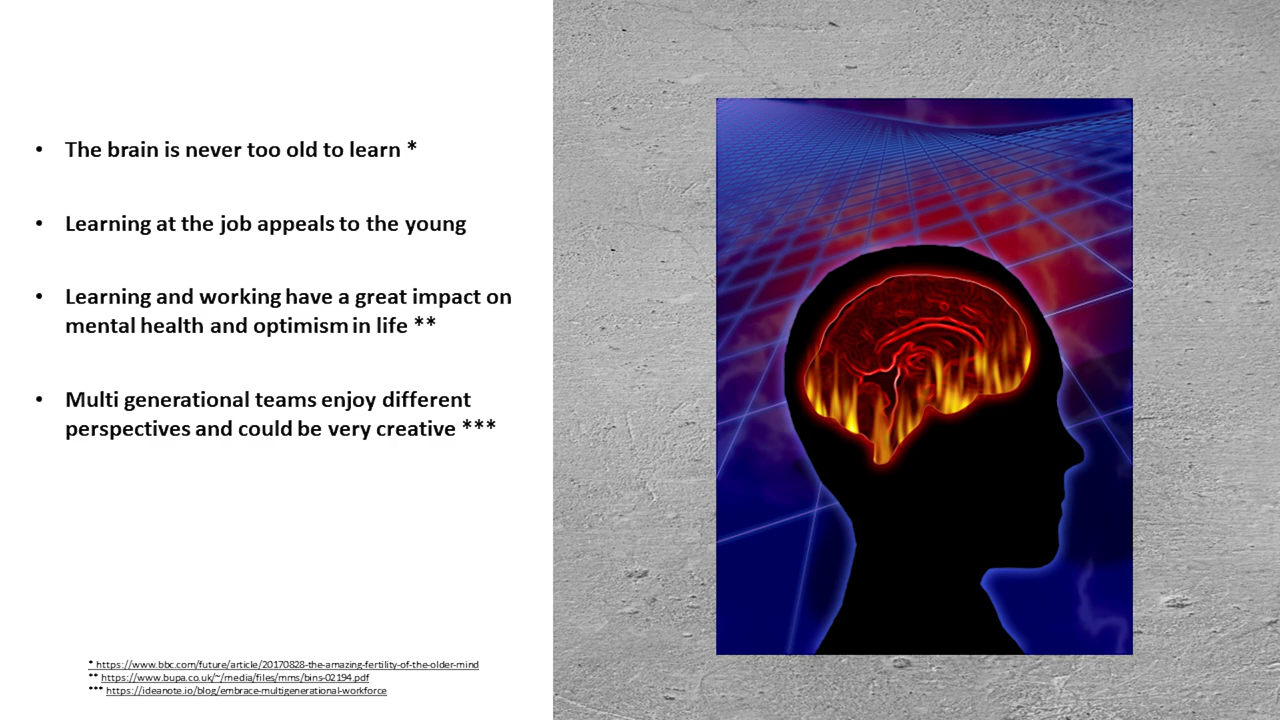 • The brain is never too old to learn *
• Learning at the job appeals to the young
• Learning and working have a great impact on
mental health and optimism in life **
• Multi generational teams enjoy different
perspectives and could be very creative ***
* https://www.bbc.com/future/article/20170828-the-amazing-fertility-of-the-older-mind
** https://www.bupa.co.uk/~/media/files/mms/bins-02194.pdf
*** https://ideanote.io/blog/embrace-multigenerational-workforce